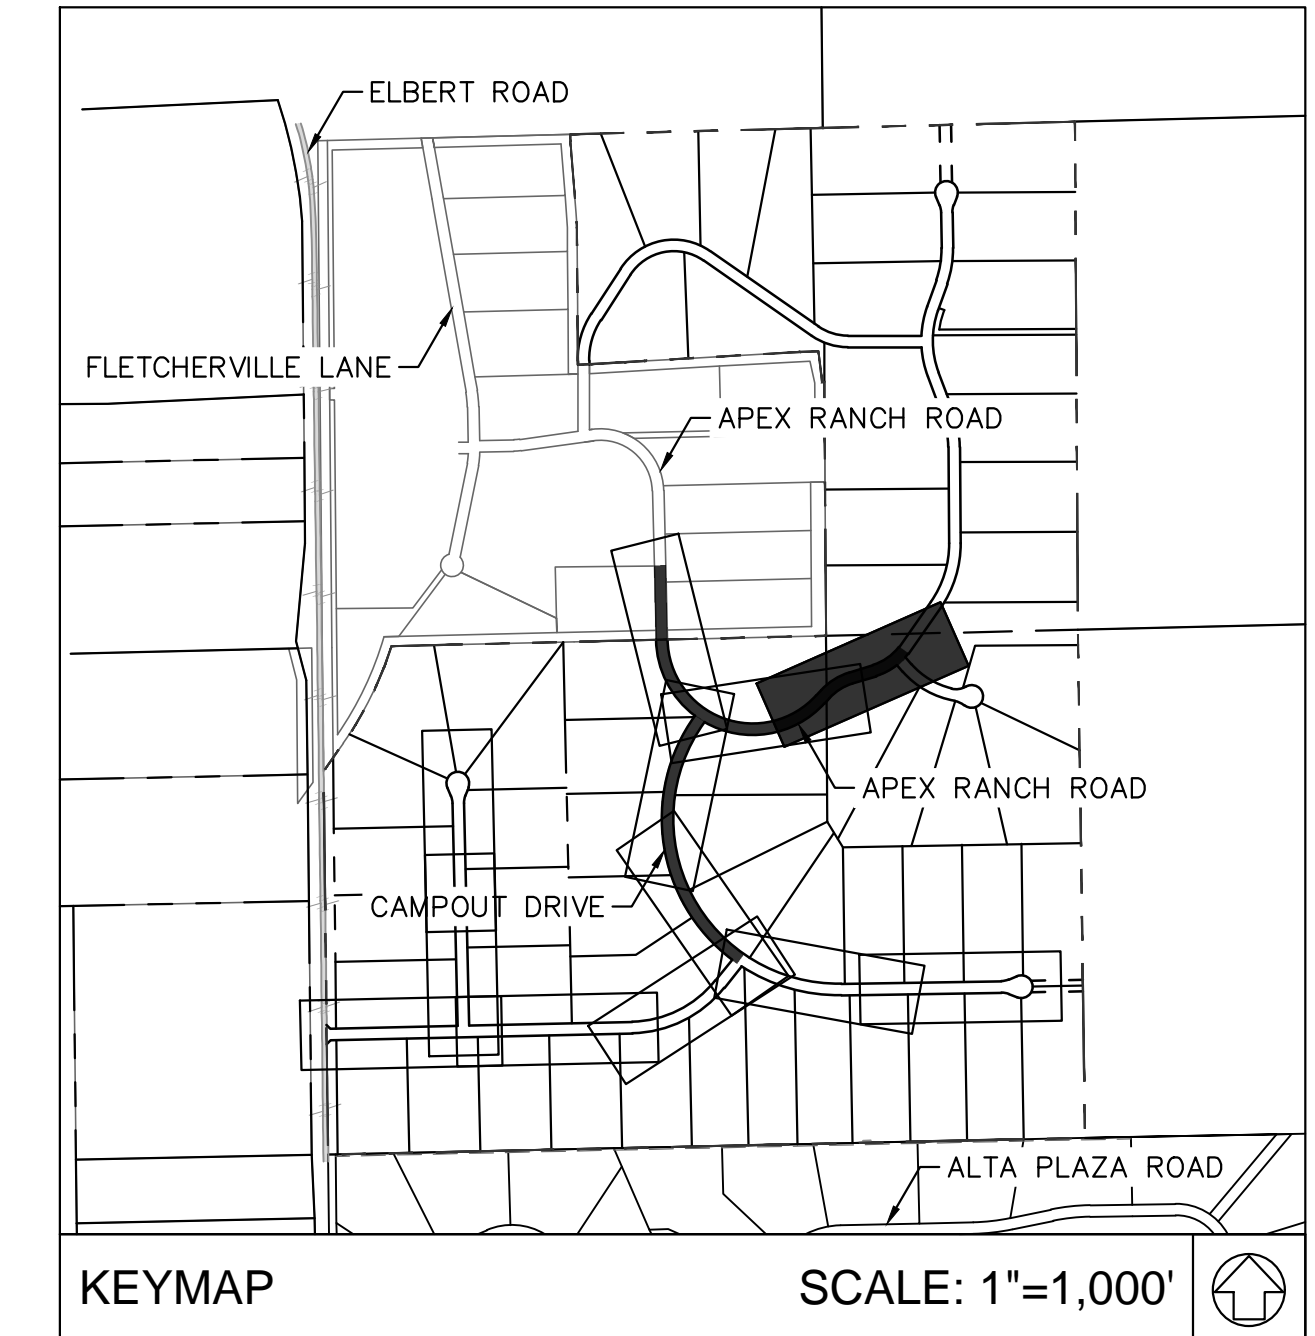 ELBERT ROAD
FLETCHERVILLE LANE
APEX RANCH ROAD
APEX RANCH ROAD
CAMPOUT DRIVE
ALTA PLAZA ROAD
KEYMAP
SCALE: 1"=1,000'